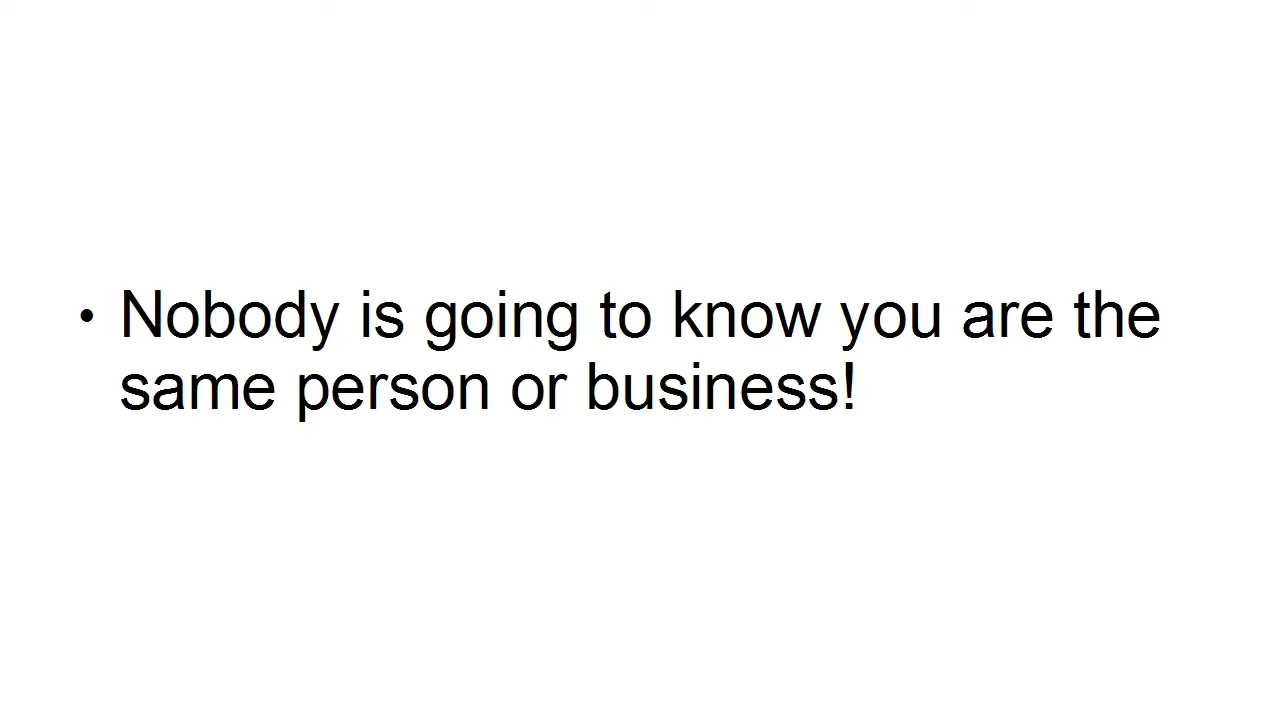 • Nobody is going to know you are the
same person or business!